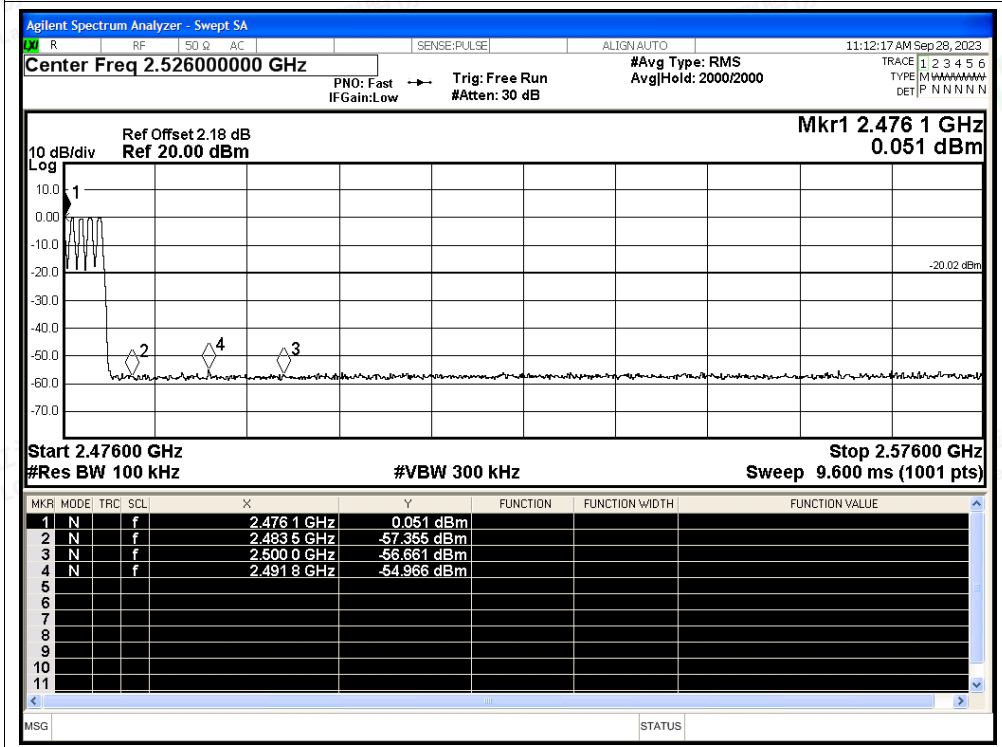 Agilent Spectrum Analyzer - Swept SA
LXI R RF 50 Ω AC SENSE:PULSE ALIGN AUTO 11:12:17 AM Sep 28, 2023
Center Freq 2.526000000 GHz
PNO: Fast
IFGain:Low
Trig: Free Run
#Atten: 30 dB
#Avg Type: RMS
Avg|Hold: 2000/2000
TRACE 1 2 3 4 5 6
TYPE M
DET P N N N N N
Mkr1 2.476 1 GHz
0.051 dBm
Ref Offset 2.18 dB
10 dB/div Ref 20.00 dBm
Log
10.0
0.00
-10.0
-20.0
-30.0
-40.0
-50.0
-60.0
-70.0
1
2
4
3
-20.02 dBm
Start 2.47600 GHz Stop 2.57600 GHz
#Res BW 100 kHz #VBW 300 kHz Sweep 9.600 ms (1001 pts)
MKR MODE TRC SCL X Y FUNCTION FUNCTION WIDTH FUNCTION VALUE
1 N f 2.476 1 GHz 0.051 dBm
2 N f 2.483 5 GHz -57.355 dBm
3 N f 2.500 0 GHz -56.661 dBm
4 N f 2.491 8 GHz -54.966 dBm
5
6
7
8
9
10
11
MSG STATUS